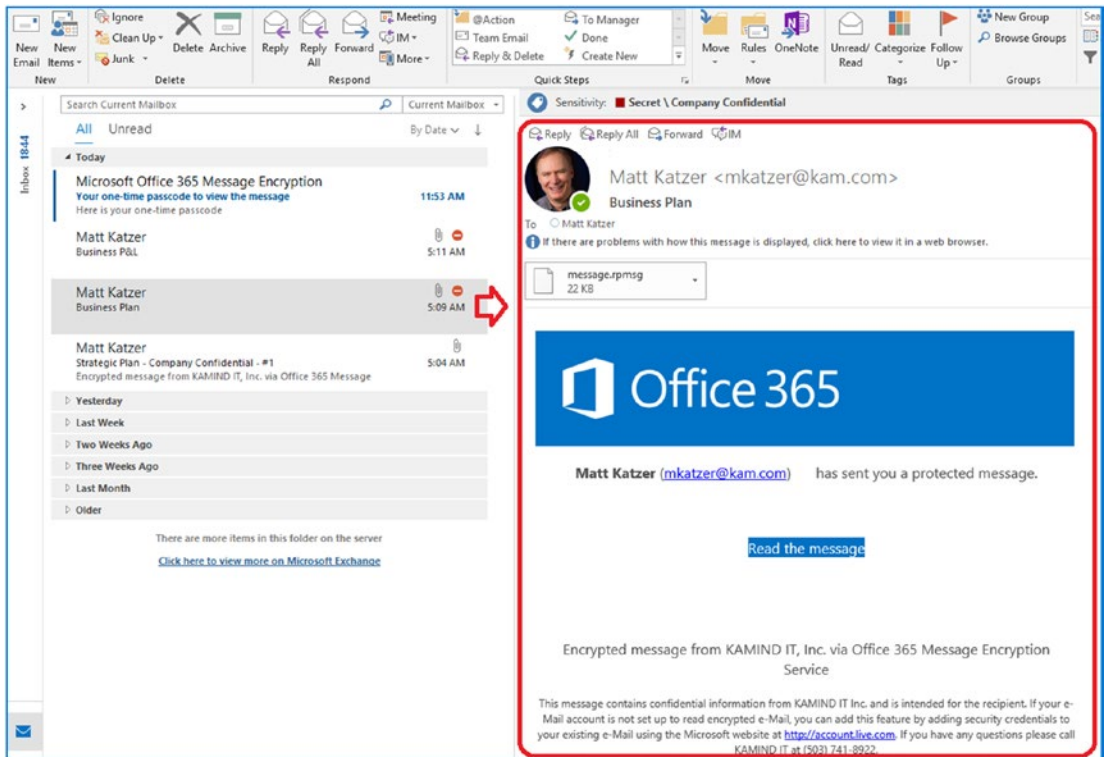 New Email
New Items
New
Ignore
Clean Up
Junk
Delete
Archive
Delete
Reply
Reply All
Forward
Meeting
IM
More
Respond
@Action
Team Email
Reply & Delete
To Manager
Done
Create New
Quick Steps
Move
Rules
OneNote
Move
Unread/ Read
Categorize
Follow Up
Tags
New Group
Browse Groups
Groups
Sea
Inbox 1844
Search Current Mailbox
Current Mailbox
All Unread By Date
Today
Microsoft Office 365 Message Encryption
Your one-time passcode to view the message 11:53 AM
Here is your one-time passcode
Matt Katzer
Business P&L 5:11 AM
Matt Katzer
Business Plan 5:09 AM
Matt Katzer
Strategic Plan - Company Confidential - #1 5:04 AM
Encrypted message from KAMIND IT, Inc. via Office 365 Message
Yesterday
Last Week
Two Weeks Ago
Three Weeks Ago
Last Month
Older
There are more items in this folder on the server
Click here to view more on Microsoft Exchange
Sensitivity: Secret \ Company Confidential
Reply Reply All Forward IM
Matt Katzer <mkatzer@kam.com>
Business Plan
To Matt Katzer
If there are problems with how this message is displayed, click here to view it in a web browser.
message.rpmsg
22 KB
Office 365
Matt Katzer (mkatzer@kam.com) has sent you a protected message.
Read the message
Encrypted message from KAMIND IT, Inc. via Office 365 Message Encryption
Service
This message contains confidential information from KAMIND IT Inc. and is intended for the recipient. If your e-
Mail account is not set up to read encrypted e-Mail, you can add this feature by adding security credentials to
your existing e-Mail using the Microsoft website at http://account.live.com. If you have any questions please call
KAMIND IT at (503) 741-8922.